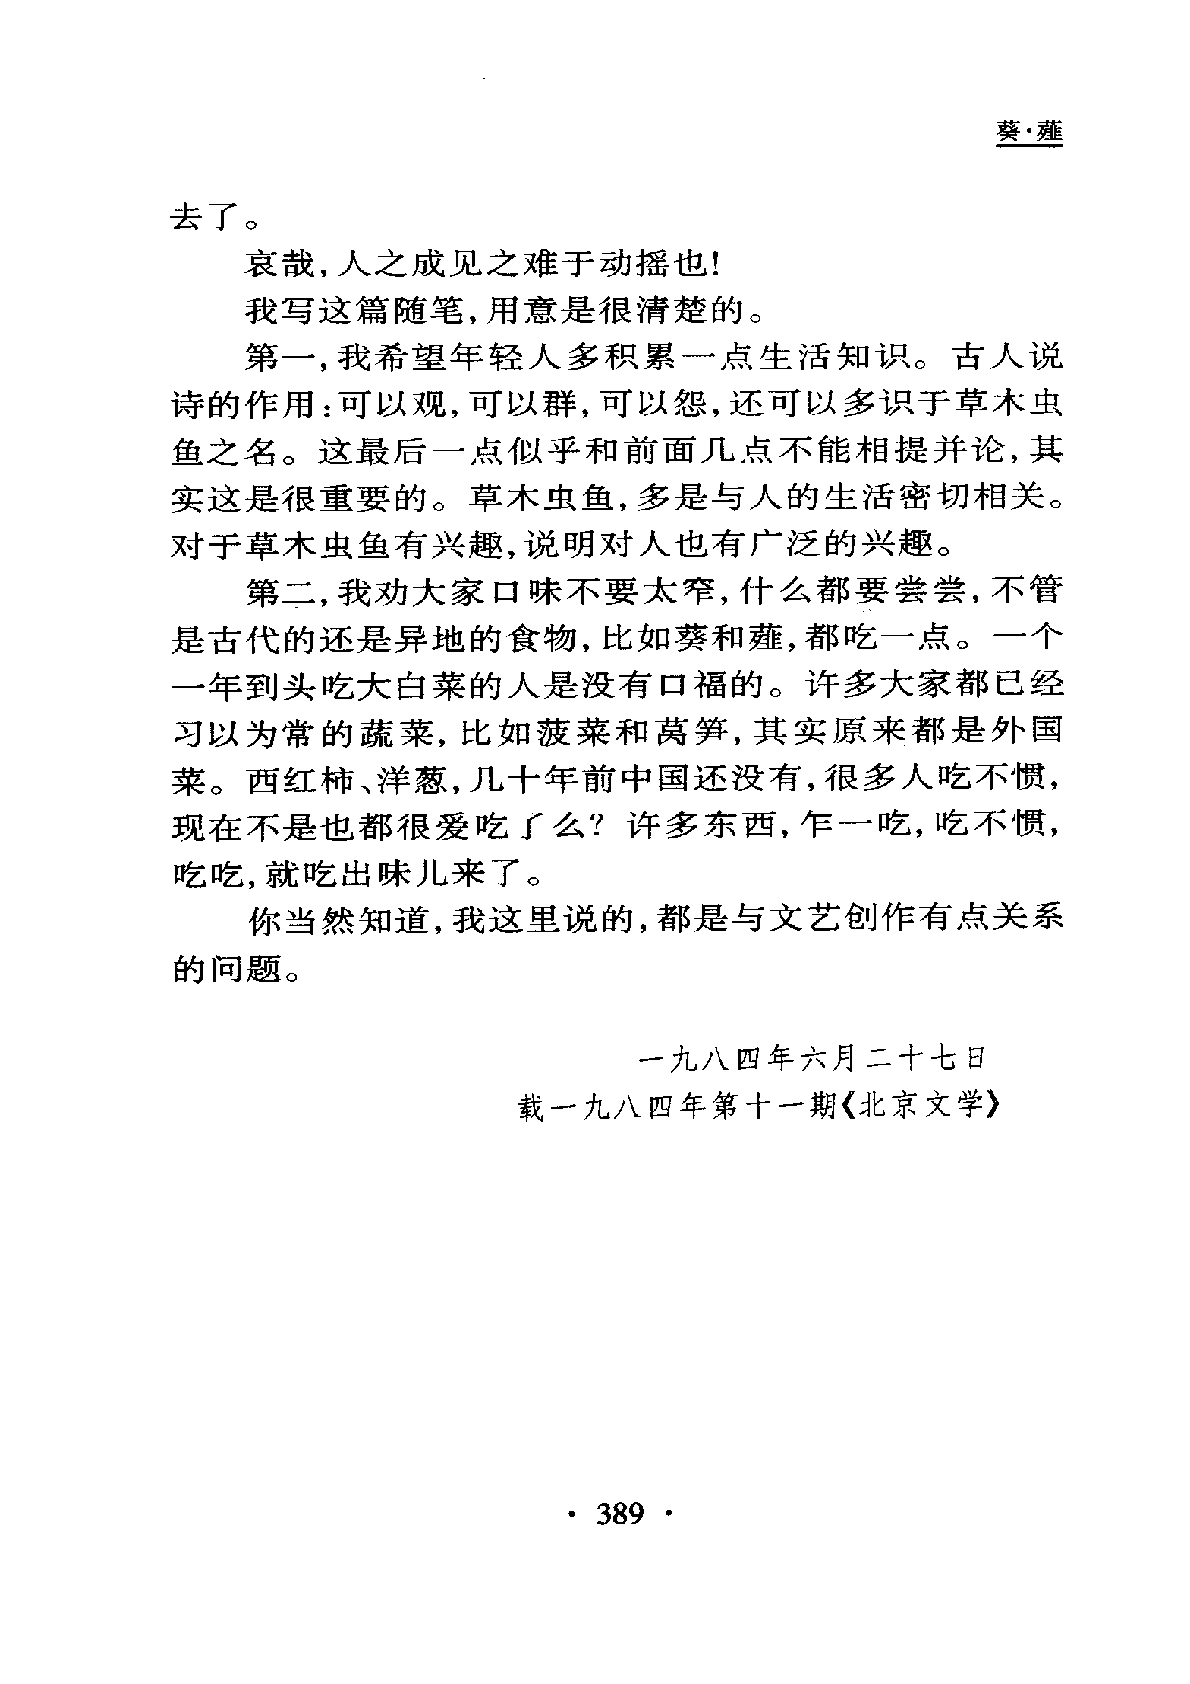 葵·薤
去了。
哀哉,人之成见之难于动摇也!
我写这篇随笔,用意是很清楚的。
第一,我希望年轻人多积累一点生活知识。古人说
诗的作用:可以观,可以群,可以怨,还可以多识于草木虫
鱼之名。这最后一点似乎和前面几点不能相提并论,其
实这是很重要的。草木虫鱼,多是与人的生活密切相关。
对于草木虫鱼有兴趣,说明对人也有广泛的兴趣。
第二,我劝大家口味不要太窄,什么都要尝尝,不管
是古代的还是异地的食物,比如葵和薤,都吃一点。一个
一年到头吃大白菜的人是没有口福的。许多大家都已经
习以为常的蔬菜,比如菠菜和莴笋,其实原来都是外国
菜。西红柿、洋葱,几十年前中国还没有,很多人吃不惯,
现在不是也都很爱吃了么?许多东西,乍一吃,吃不惯,
吃吃,就吃出味儿来了。
你当然知道,我这里说的,都是与文艺创作有点关系
的问题。
一九八四年六月二十七日
载一九八四年第十一期《北京文学》
· 389 ·